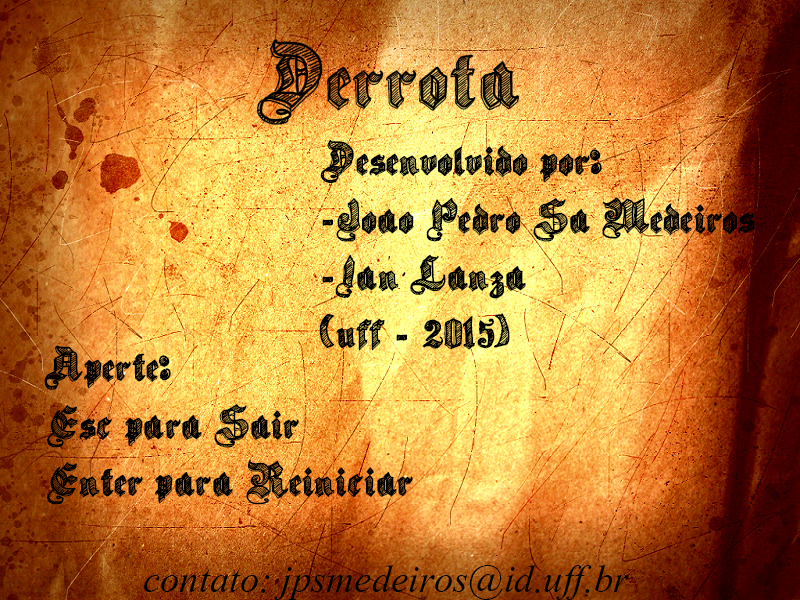 Derrota
Desenvolvido por:
-Joao Pedro Sa Medeiros
-Ian Lanza
(uff - 2015)
Aperte:
Esc para Sair
Enter para Reiniciar
contato: jpsmedeiros@id.uff.br